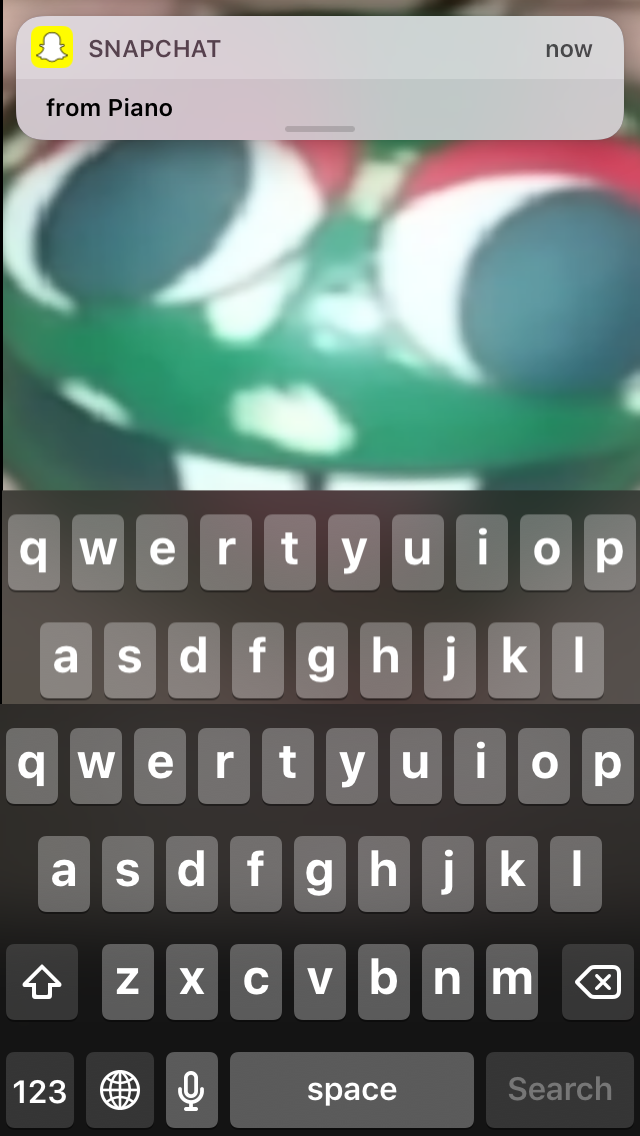 SNAPCHAT now
from Piano
q w e r t y u i o p
a s d f g h j k l
q w e r t y u i o p
a s d f g h j k l
z x c v b n m
123 space Search